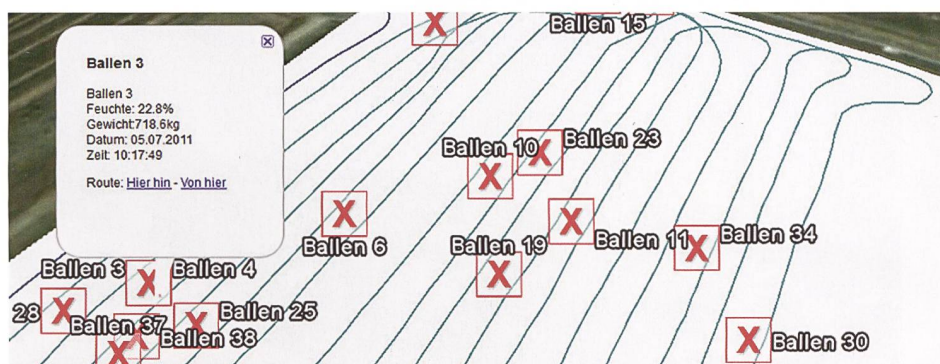 Ballen 15
Ballen 3
Ballen 3
Feuchte: 22.8%
Gewicht:718,6kg
Datum: 05.07.2011
Zeit: 10:17:49
Route: Hier hin - Von hier
Ballen 10
Ballen 23
Ballen 6
Ballen 19
Ballen 11
Ballen 34
Ballen 3
Ballen 4
28
Ballen 25
Ballen 37
Ballen 38
Ballen 30